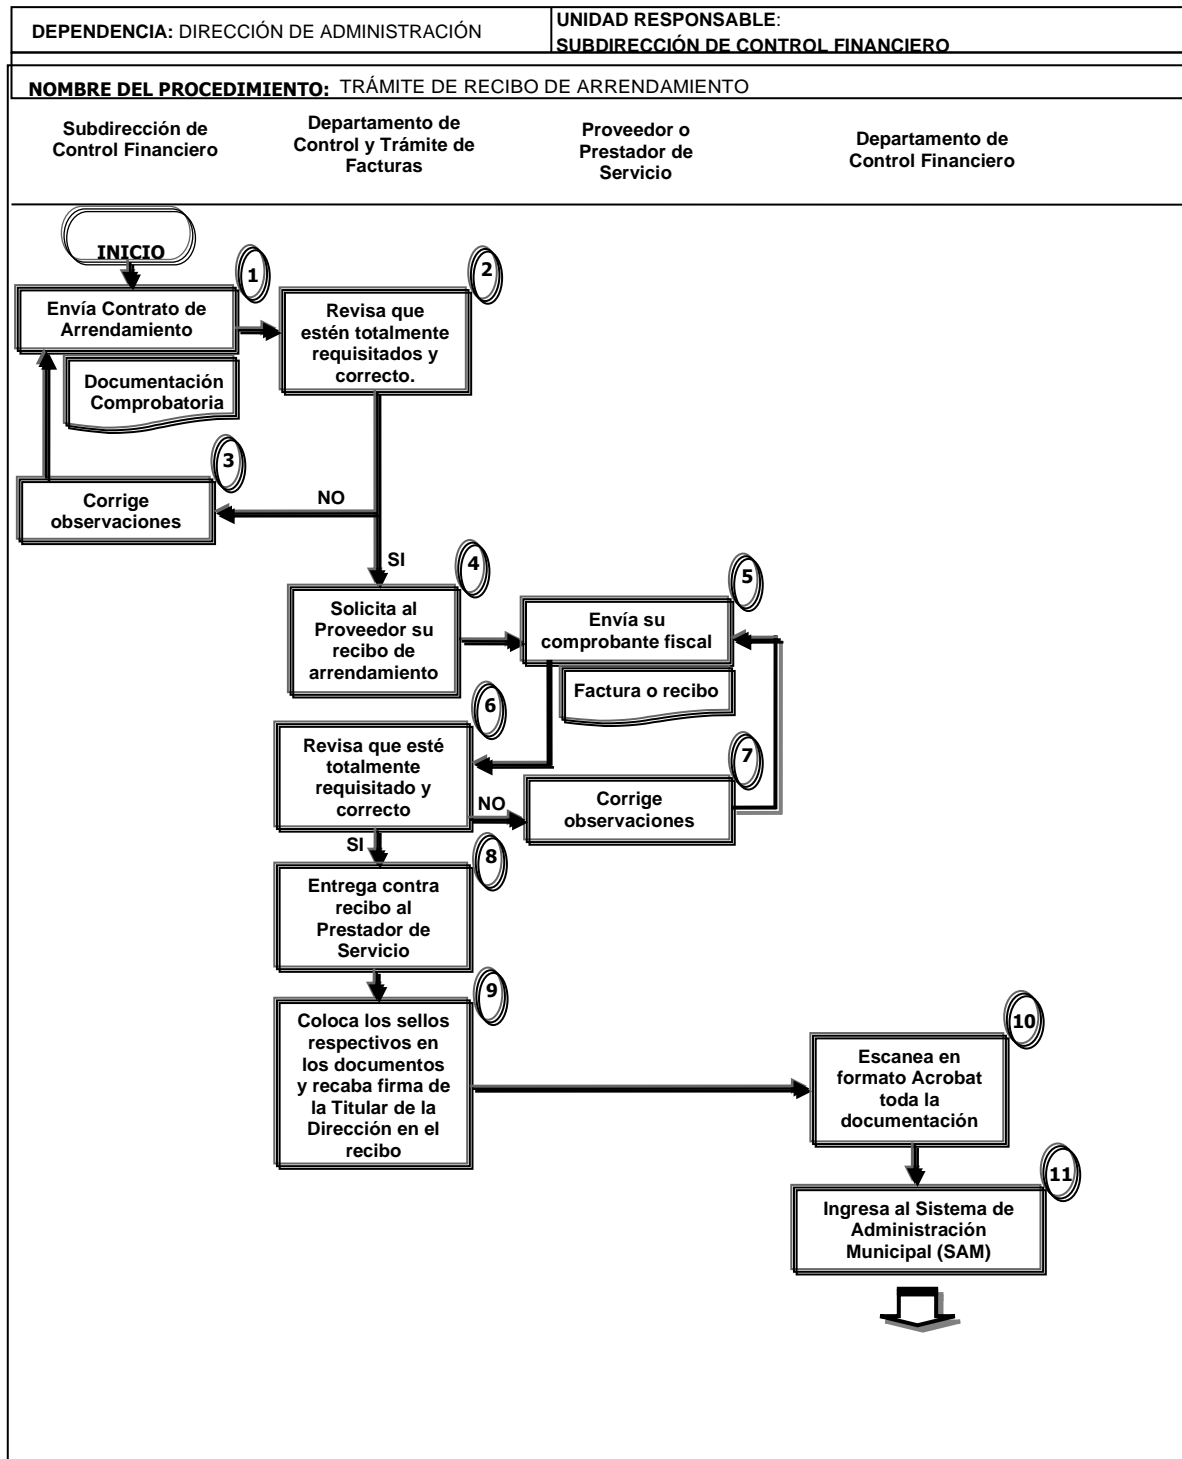 DEPENDENCIA: DIRECCIÓN DE ADMINISTRACIÓN
UNIDAD RESPONSABLE:
SUBDIRECCIÓN DE CONTROL FINANCIERO
NOMBRE DEL PROCEDIMIENTO: TRÁMITE DE RECIBO DE ARRENDAMIENTO
Subdirección de
Control Financiero
Departamento de
Control y Trámite de
Facturas
Proveedor o
Prestador de
Servicio
Departamento de
Control Financiero
INICIO
1
Envía Contrato de
Arrendamiento
Documentación
Comprobatoria
2
Revisa que
estén totalmente
requisitados y
correcto.
3
Corrige
observaciones
NO
SI
4
Solicita al
Proveedor su
recibo de
arrendamiento
5
Envía su
comprobante fiscal
Factura o recibo
6
Revisa que esté
totalmente
requisitado y
correcto
NO
7
Corrige
observaciones
SI
8
Entrega contra
recibo al
Prestador de
Servicio
9
Coloca los sellos
respectivos en
los documentos
y recaba firma de
la Titular de la
Dirección en el
recibo
10
Escanea en
formato Acrobat
toda la
documentación
11
Ingresa al Sistema de
Administración
Municipal (SAM)